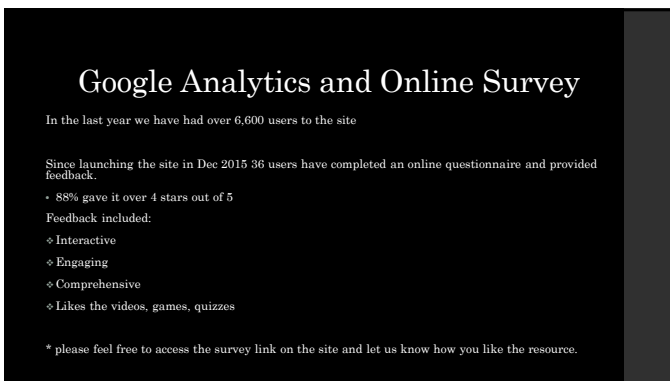 Google Analytics and Online Survey
In the last year we have had over 6,600 users to the site
Since launching the site in Dec 2015 36 users have completed an online questionnaire and provided
feedback.
• 88% gave it over 4 stars out of 5
Feedback included:
❖ Interactive
❖ Engaging
❖ Comprehensive
❖ Likes the videos, games, quizzes
* please feel free to access the survey link on the site and let us know how you like the resource.